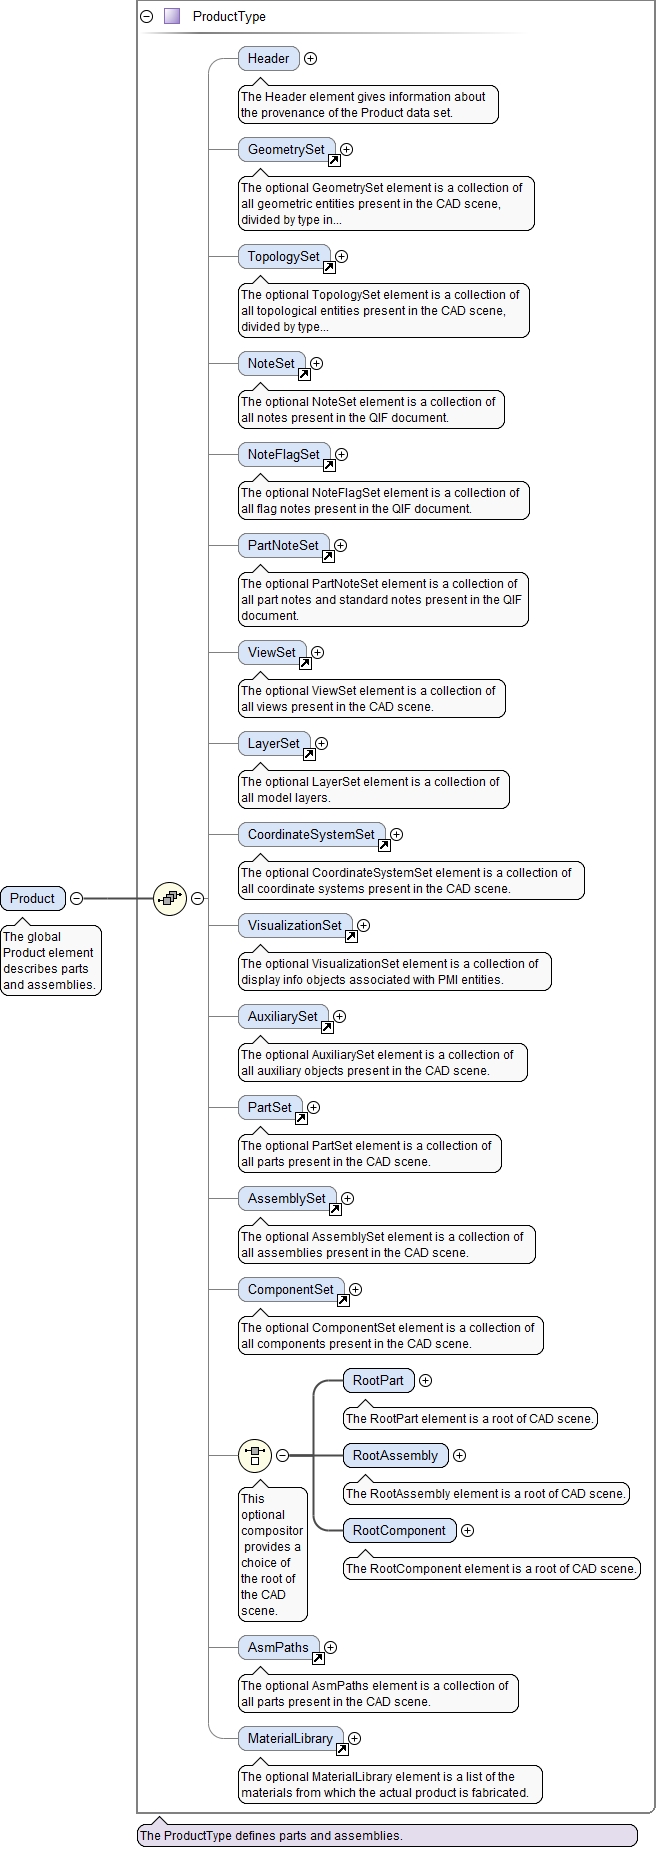 ProductType
Header
The Header element gives information about
the provenance of the Product data set.
GeometrySet
The optional GeometrySet element is a collection of
all geometric entities present in the CAD scene,
divided by type in...
TopologySet
The optional TopologySet element is a collection of
all topological entities present in the CAD scene,
divided by type...
NoteSet
The optional NoteSet element is a collection of
all notes present in the QIF document.
NoteFlagSet
The optional NoteFlagSet element is a collection of
all flag notes present in the QIF document.
PartNoteSet
The optional PartNoteSet element is a collection of
all part notes and standard notes present in the QIF
document.
ViewSet
The optional ViewSet element is a collection of
all views present in the CAD scene.
LayerSet
The optional LayerSet element is a collection of
all model layers.
CoordinateSystemSet
The optional CoordinateSystemSet element is a collection of
all coordinate systems present in the CAD scene.
Product
The global
Product element
describes parts
and assemblies.
VisualizationSet
The optional VisualizationSet element is a collection of
display info objects associated with PMI entities.
AuxiliarySet
The optional AuxiliarySet element is a collection of
all auxiliary objects present in the CAD scene.
PartSet
The optional PartSet element is a collection of
all parts present in the CAD scene.
AssemblySet
The optional AssemblySet element is a collection of
all assemblies present in the CAD scene.
ComponentSet
The optional ComponentSet element is a collection of
all components present in the CAD scene.
RootPart
The RootPart element is a root of CAD scene.
RootAssembly
The RootAssembly element is a root of CAD scene.
RootComponent
The RootComponent element is a root of CAD scene.
This
optional
compositor
provides a
choice of
the root of
the CAD
scene.
AsmPaths
The optional AsmPaths element is a collection of
all parts present in the CAD scene.
MaterialLibrary
The optional MaterialLibrary element is a list of the
materials from which the actual product is fabricated.
The ProductType defines parts and assemblies.